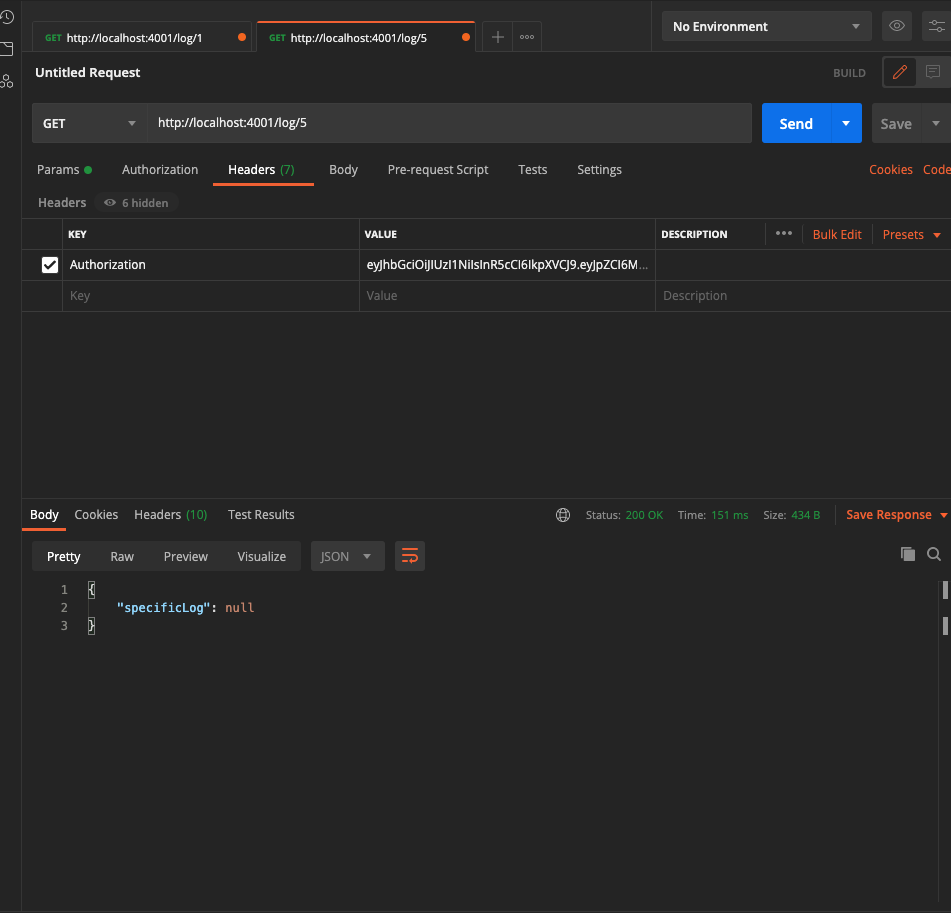 GET http://localhost:4001/log/1
GET http://localhost:4001/log/5
No Environment
Untitled Request
BUILD
GET
http://localhost:4001/log/5
Send
Save
Params
Authorization
Headers (7)
Body
Pre-request Script
Tests
Settings
Cookies
Code
Headers
6 hidden
KEY
VALUE
DESCRIPTION
Bulk Edit
Presets
Authorization
eyJhbGciOiJIUzI1NiIsInR5cCI6IkpXVCJ9.eyJpZCI6M...
Key
Value
Description
Body
Cookies
Headers (10)
Test Results
Status: 200 OK
Time: 151 ms
Size: 434 B
Save Response
Pretty
Raw
Preview
Visualize
JSON
1 {
2 "specificLog": null
3 }